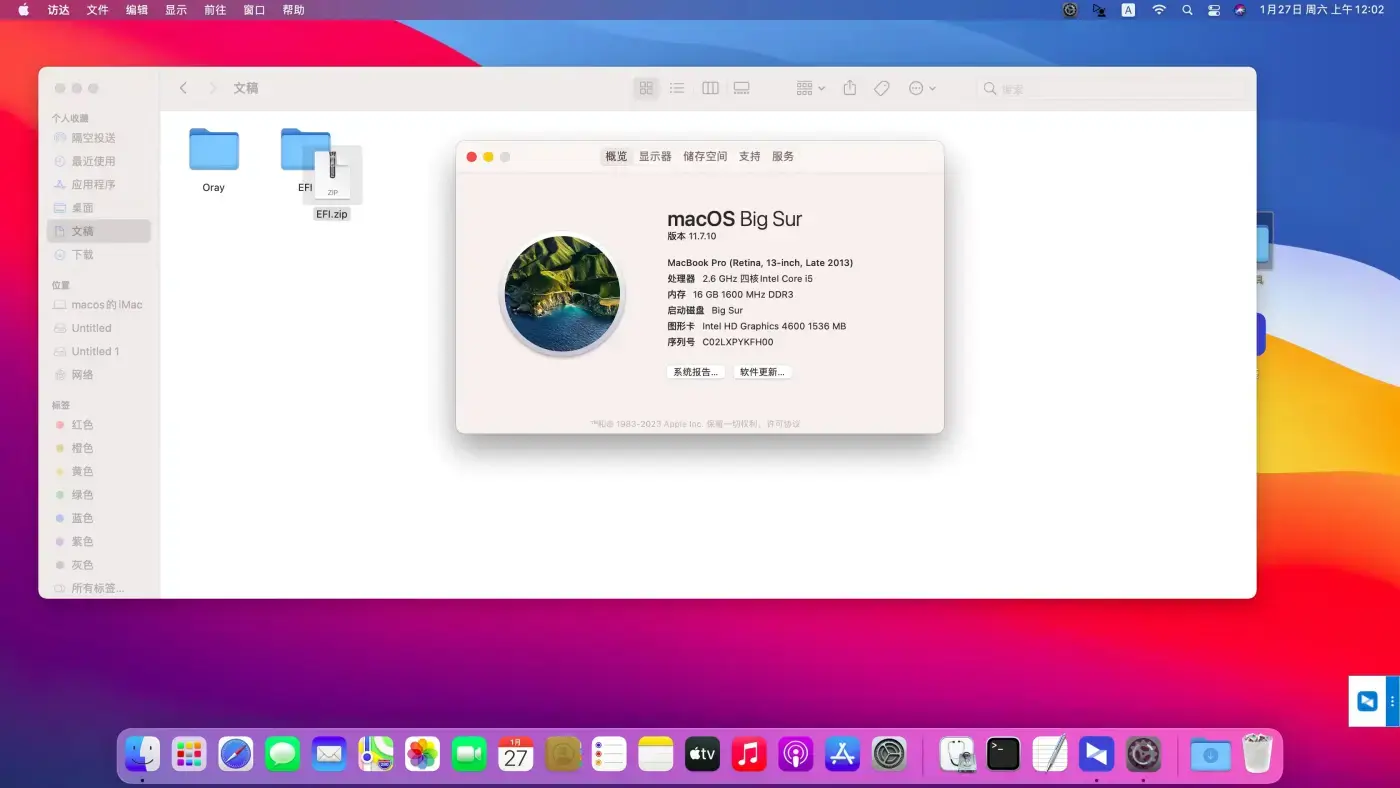 访达 文件 编辑 显示 前往 窗口 帮助 A 1月27日 周六 上午12:02
文稿 搜索
个人收藏
隔空投送
最近使用
应用程序
桌面
文稿
下载
位置
macos的iMac
Untitled
Untitled 1
网络
标签
红色
橙色
黄色
绿色
蓝色
紫色
灰色
所有标签...
Oray
EFI
ZIP
EFI.zip
概览 显示器 储存空间 支持 服务
macOS Big Sur
版本 11.7.10
MacBook Pro (Retina, 13-inch, Late 2013)
处理器 2.6 GHz 四核Intel Core i5
内存 16 GB 1600 MHz DDR3
启动磁盘 Big Sur
图形卡 Intel HD Graphics 4600 1536 MB
序列号 C02LXPYKFH00
系统报告... 软件更新...
™和© 1983-2023 Apple Inc. 保留一切权利。许可协议
具
1月
27
tv